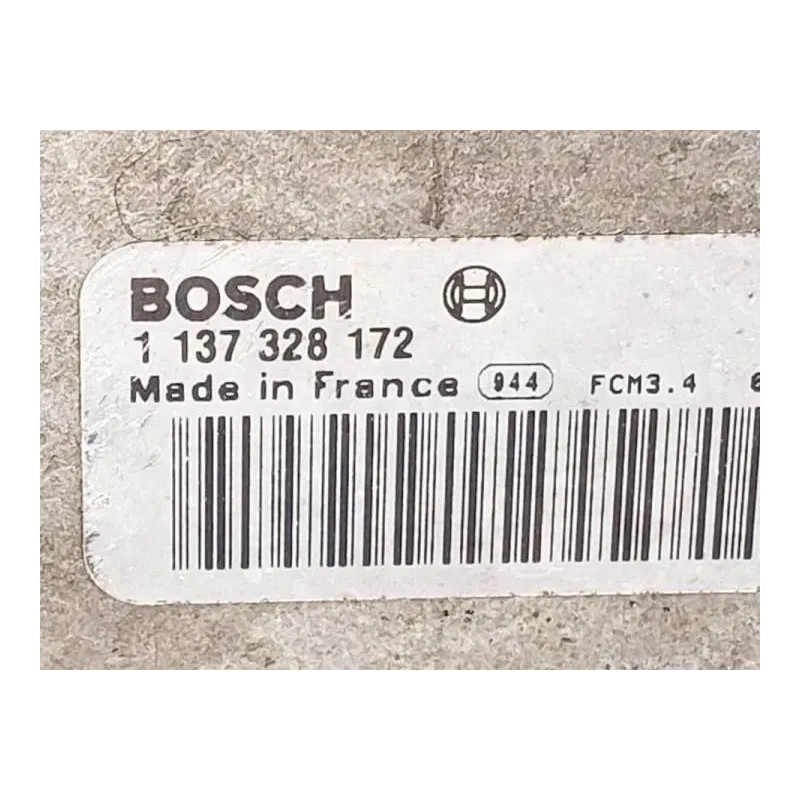 BOSCH
1 137 328 172
Made in France 944 FCM3.4